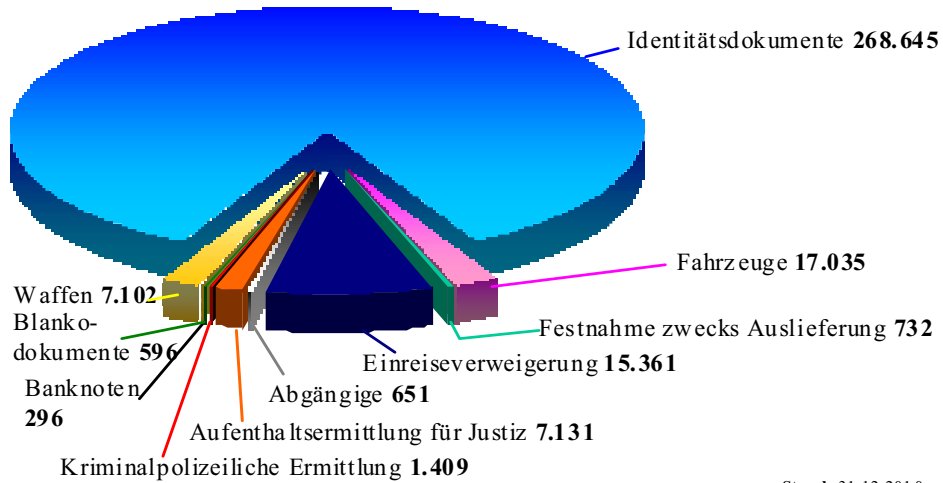 Identitätsdokumente 268.645
Fahrzeuge 17.035
Waffen 7.102
Festnahme zwecks Auslieferung 732
Blanko-
dokumente 596
Einreiseverweigerung 15.361
Banknoten
296
Abgängige 651
Aufenthaltsermittlung für Justiz 7.131
Kriminalpolizeiliche Ermittlung 1.409